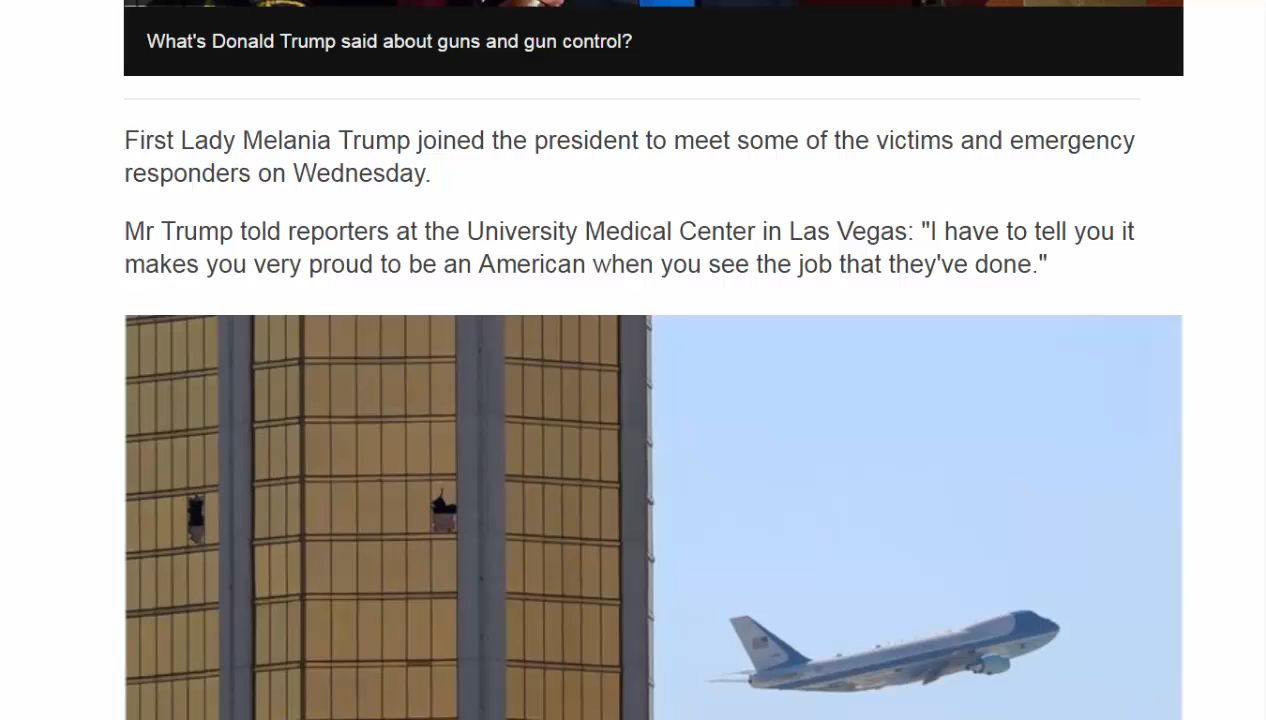 What's Donald Trump said about guns and gun control?
First Lady Melania Trump joined the president to meet some of the victims and emergency
responders on Wednesday.
Mr Trump told reporters at the University Medical Center in Las Vegas: "I have to tell you it
makes you very proud to be an American when you see the job that they've done."